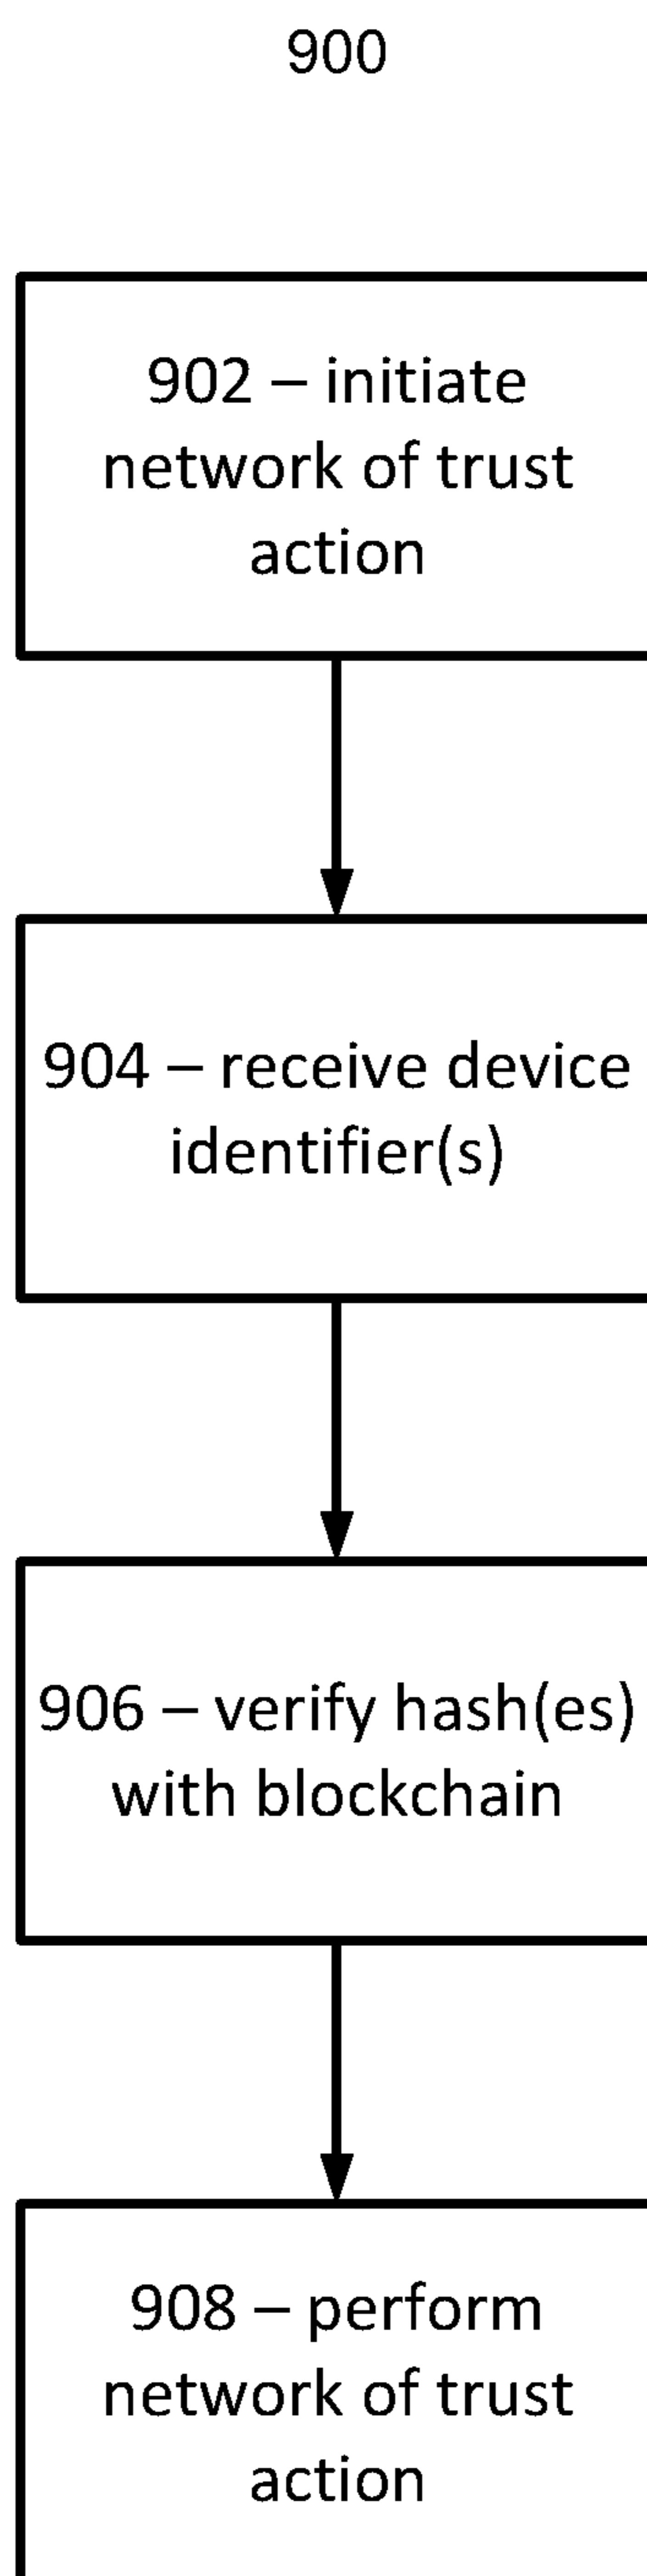 900
902 – initiate
network of trust
action
904 – receive device
identifier(s)
906 – verify hash(es)
with blockchain
908 – perform
network of trust
action